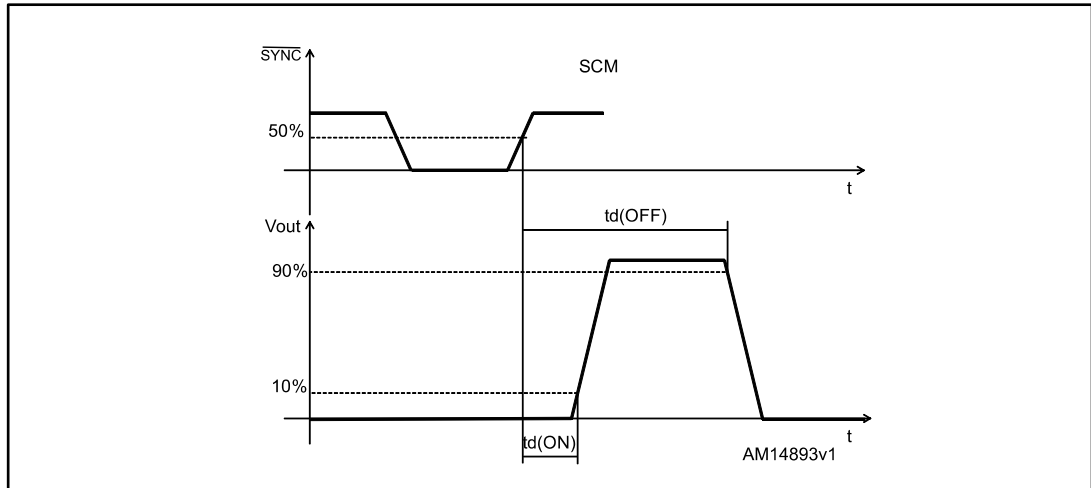 SYNC
SCM
50%
t
td(OFF)
Vout
90%
10%
t
td(ON)
AM14893v1